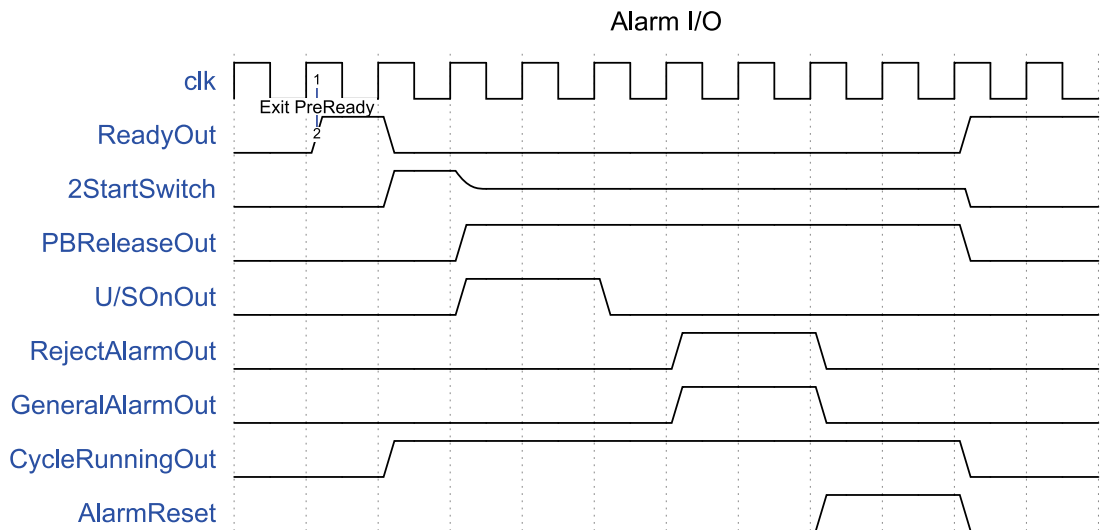 Alarm I/O
clk
1
Exit PreReady
ReadyOut
2
2StartSwitch
PBReleaseOut
U/SOnOut
RejectAlarmOut
GeneralAlarmOut
CycleRunningOut
AlarmReset